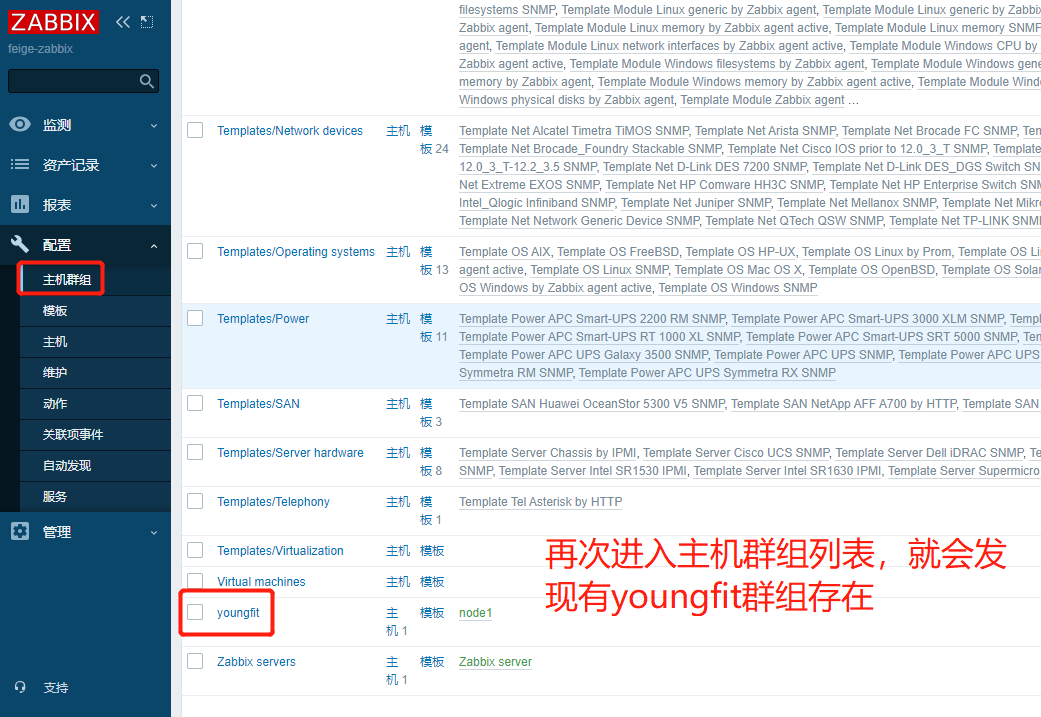 ZABBIX
feige-zabbix
监测
资产记录
报表
配置
主机群组
模板
主机
维护
动作
关联项事件
自动发现
服务
管理
支持
filesystems SNMP, Template Module Linux generic by Zabbix agent, Template Module Linux generic by Zabbix
Zabbix agent, Template Module Linux memory by Zabbix agent active, Template Module Linux memory SNMP
agent, Template Module Linux network interfaces by Zabbix agent active, Template Module Windows CPU by
Zabbix agent active, Template Module Windows filesystems by Zabbix agent, Template Module Windows gene
memory by Zabbix agent, Template Module Windows memory by Zabbix agent active, Template Module Wind
Windows physical disks by Zabbix agent, Template Module Zabbix agent ...
Templates/Network devices 主机 模板 24
Template Net Alcatel Timetra TiMOS SNMP, Template Net Arista SNMP, Template Net Brocade FC SNMP, Tem
Template Net Brocade_Foundry Stackable SNMP, Template Net Cisco IOS prior to 12.0_3_T SNMP, Template
12.0_3_T-12.2_3.5 SNMP, Template Net D-Link DES 7200 SNMP, Template Net D-Link DES_DGS Switch SN
Net Extreme EXOS SNMP, Template Net HP Comware HH3C SNMP, Template Net HP Enterprise Switch SNM
Intel_Qlogic Infiniband SNMP, Template Net Juniper SNMP, Template Net Mellanox SNMP, Template Net Mikro
Template Net Network Generic Device SNMP, Template Net QTech QSW SNMP, Template Net TP-LINK SNM
Templates/Operating systems 主机 模板 13
Template OS AIX, Template OS FreeBSD, Template OS HP-UX, Template OS Linux by Prom, Template OS Li
agent active, Template OS Linux SNMP, Template OS Mac OS X, Template OS OpenBSD, Template OS Solar
OS Windows by Zabbix agent active, Template OS Windows SNMP
Templates/Power 主机 模板 11
Template Power APC Smart-UPS 2200 RM SNMP, Template Power APC Smart-UPS 3000 XLM SNMP, Templ
Template Power APC Smart-UPS RT 1000 XL SNMP, Template Power APC Smart-UPS SRT 5000 SNMP, Tem
Template Power APC UPS Galaxy 3500 SNMP, Template Power APC UPS SNMP, Template Power APC UPS
Symmetra RM SNMP, Template Power APC UPS Symmetra RX SNMP
Templates/SAN 主机 模板 3
Template SAN Huawei OceanStor 5300 V5 SNMP, Template SAN NetApp AFF A700 by HTTP, Template SAN
Templates/Server hardware 主机 模板 8
Template Server Chassis by IPMI, Template Server Cisco UCS SNMP, Template Server Dell iDRAC SNMP, Te
SNMP, Template Server Intel SR1530 IPMI, Template Server Intel SR1630 IPMI, Template Server Supermicro
Templates/Telephony 主机 模板 1
Template Tel Asterisk by HTTP
Templates/Virtualization 主机 模板
Virtual machines 主机 模板
youngfit 主机 1 模板 node1
Zabbix servers 主机 1 模板 Zabbix server
再次进入主机群组列表，就会发
现有youngfit群组存在